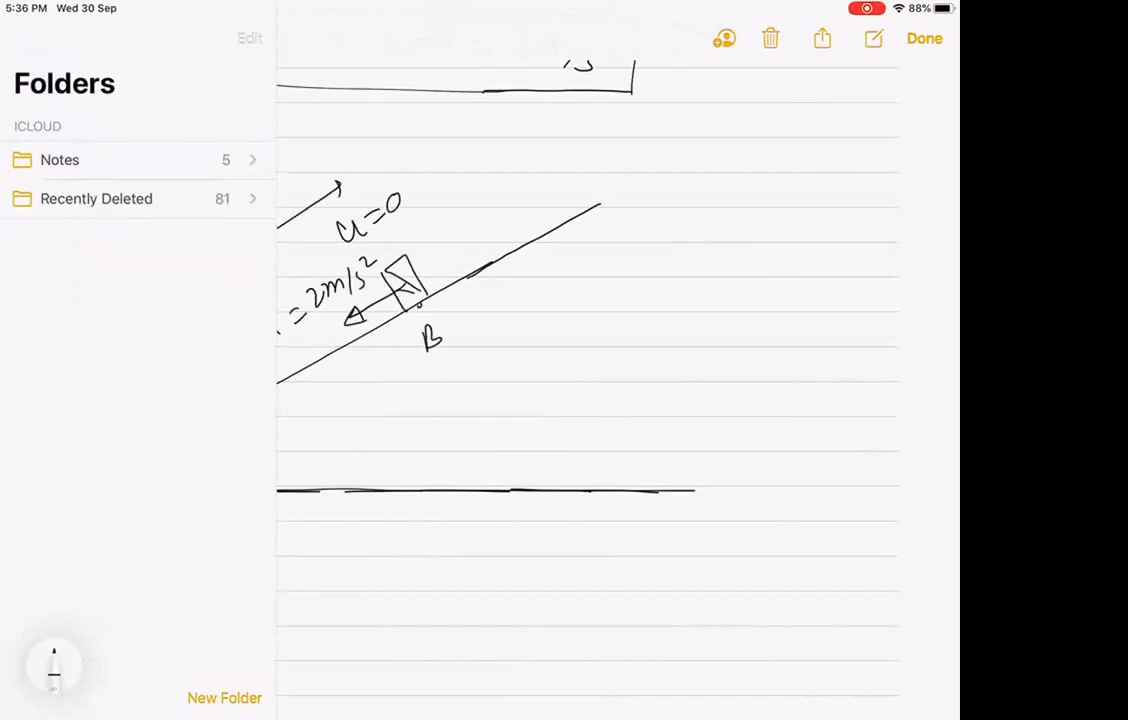 5:36 PM Wed 30 Sep
88%
Edit
Done
Folders
ICLOUD
Notes 5
Recently Deleted 81
u=0
= 2m/s²
B
New Folder